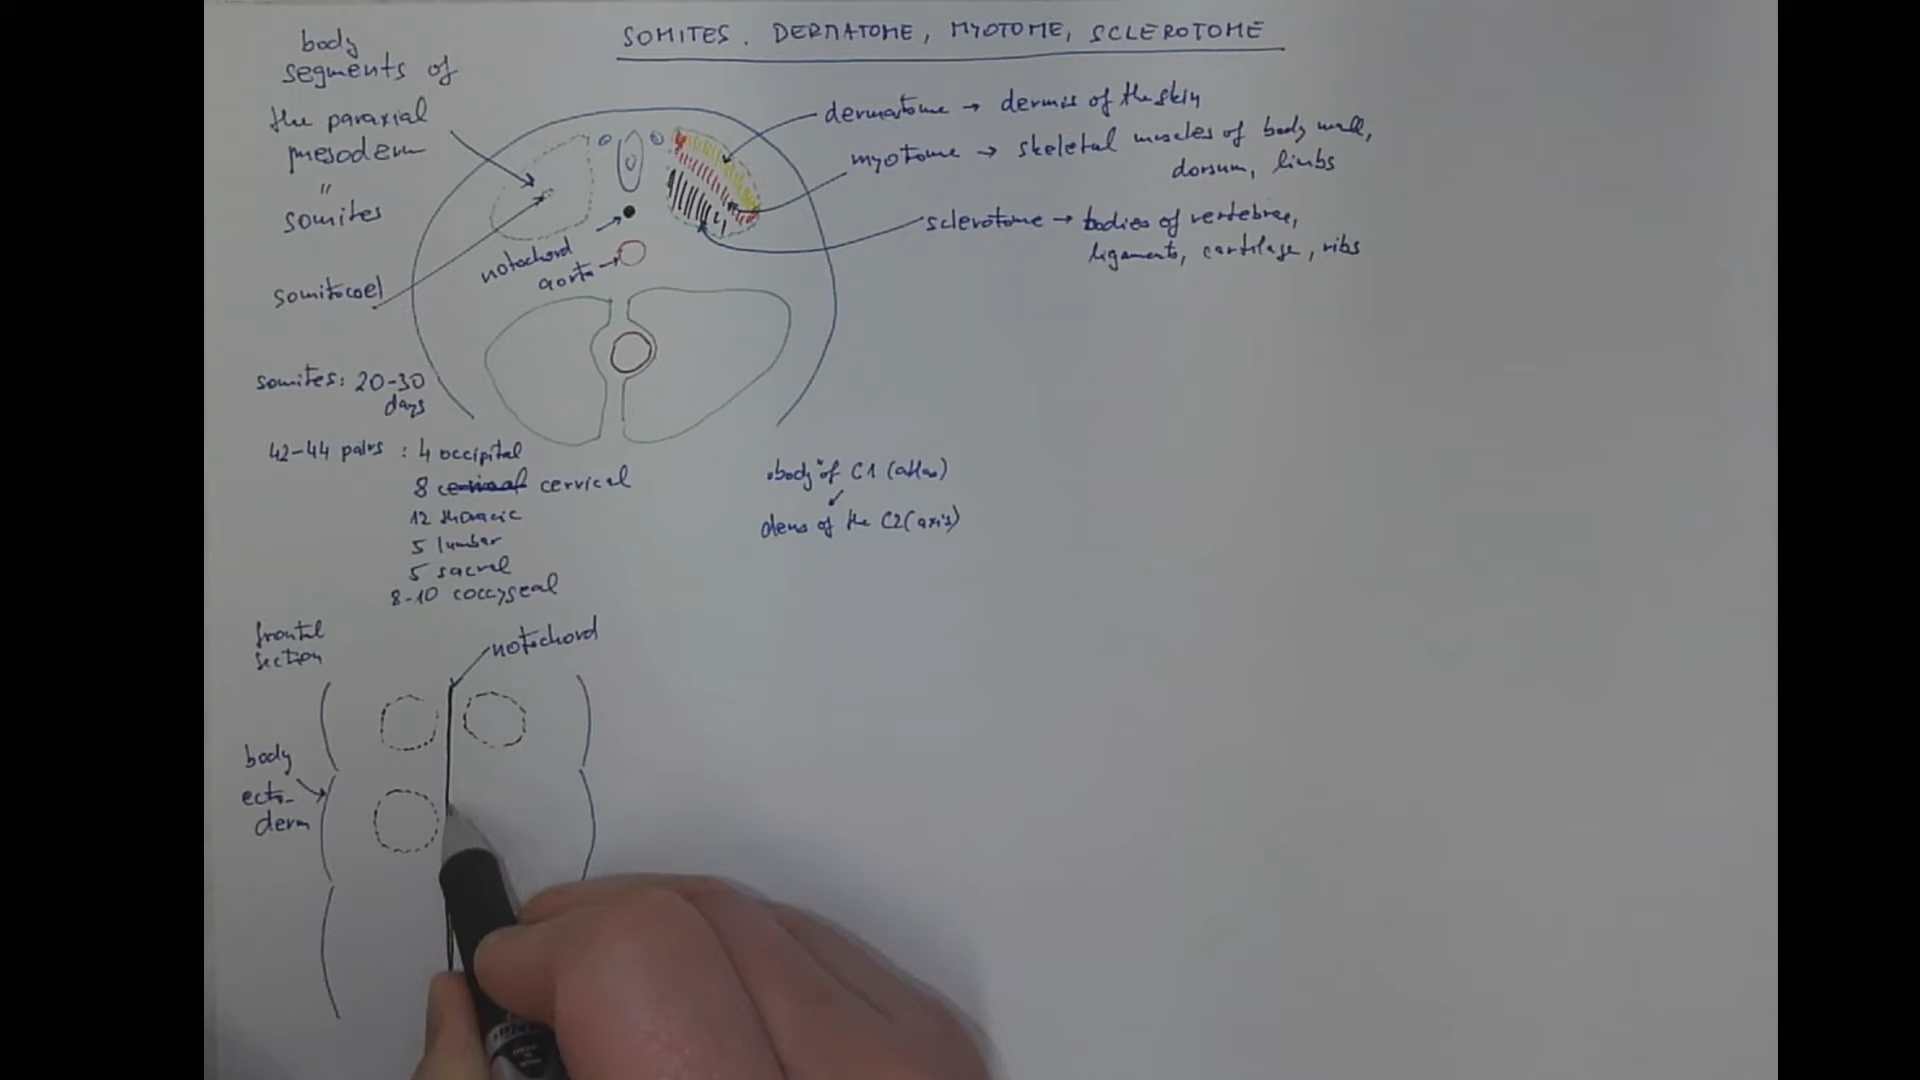 SOMITES. DERMATOME, MYOTOME, SCLEROTOME
body
segments of
the paraxial
mesoderm
"
somites
somitocoel
notochord
aorta
dermatome → dermis of the skin
myotome → skeletal muscles of body wall,
dorsum, limbs
sclerotome → bodies of vertebrae,
ligaments, cartilage, ribs
somites: 20-30
days
42-44 pairs : 4 occipital
8 cervical
12 thoracic
5 lumbar
5 sacral
8-10 coccygeal
"body" of C1 (atlas)
dens of the C2 (axis)
frontal
section
notochord
body
ecto-
derm